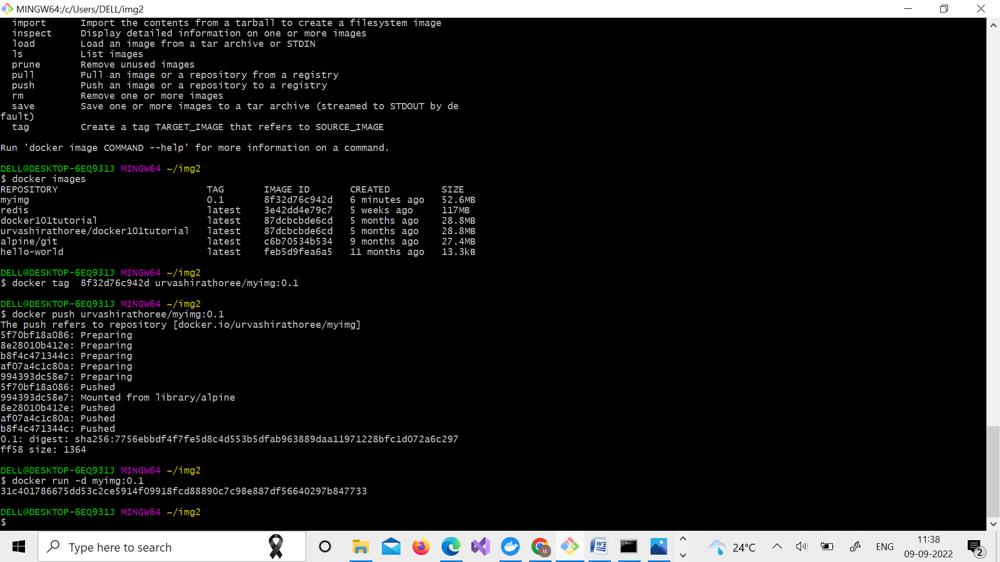 MINGW64:/c/Users/DELL/img2
import      Import the contents from a tarball to create a filesystem image
inspect     Display detailed information on one or more images
load        Load an image from a tar archive or STDIN
ls          List images
prune       Remove unused images
pull        Pull an image or a repository from a registry
push        Push an image or a repository to a registry
rm          Remove one or more images
save        Save one or more images to a tar archive (streamed to STDOUT by de
fault)
tag         Create a tag TARGET_IMAGE that refers to SOURCE_IMAGE
Run 'docker image COMMAND --help' for more information on a command.
DELL@DESKTOP-6EQ931J MINGW64 ~/img2
$ docker images
REPOSITORY                          TAG       IMAGE ID       CREATED         SIZE
myimg                               0.1       8f32d76c942d   6 minutes ago   52.6MB
redis                               latest    3e42dd4e79c7   5 weeks ago     117MB
docker101tutorial                   latest    87dcbcbde6cd   5 months ago    28.8MB
urvashirathoree/docker101tutorial   latest    87dcbcbde6cd   5 months ago    28.8MB
alpine/git                          latest    c6b70534b534   9 months ago    27.4MB
hello-world                         latest    feb5d9fea6a5   11 months ago   13.3kB
DELL@DESKTOP-6EQ931J MINGW64 ~/img2
$ docker tag  8f32d76c942d urvashirathoree/myimg:0.1
DELL@DESKTOP-6EQ931J MINGW64 ~/img2
$ docker push urvashirathoree/myimg:0.1
The push refers to repository [docker.io/urvashirathoree/myimg]
5f70bf18a086: Preparing
8e28010b412e: Preparing
b8f4c471344c: Preparing
af07a4c1c80a: Preparing
994393dc58e7: Preparing
5f70bf18a086: Pushed
994393dc58e7: Mounted from library/alpine
8e28010b412e: Pushed
af07a4c1c80a: Pushed
b8f4c471344c: Pushed
0.1: digest: sha256:7756ebbdf4f7fe5d8c4d553b5dfab963889daa11971228bfc1d072a6c297
ff58 size: 1364
DELL@DESKTOP-6EQ931J MINGW64 ~/img2
$ docker run -d myimg:0.1
31c401786675dd53c2ce5914f09918fcd88890c7c98e887df56640297b847733
DELL@DESKTOP-6EQ931J MINGW64 ~/img2
$
Type here to search
u
24°C
ENG
11:38
09-09-2022
2